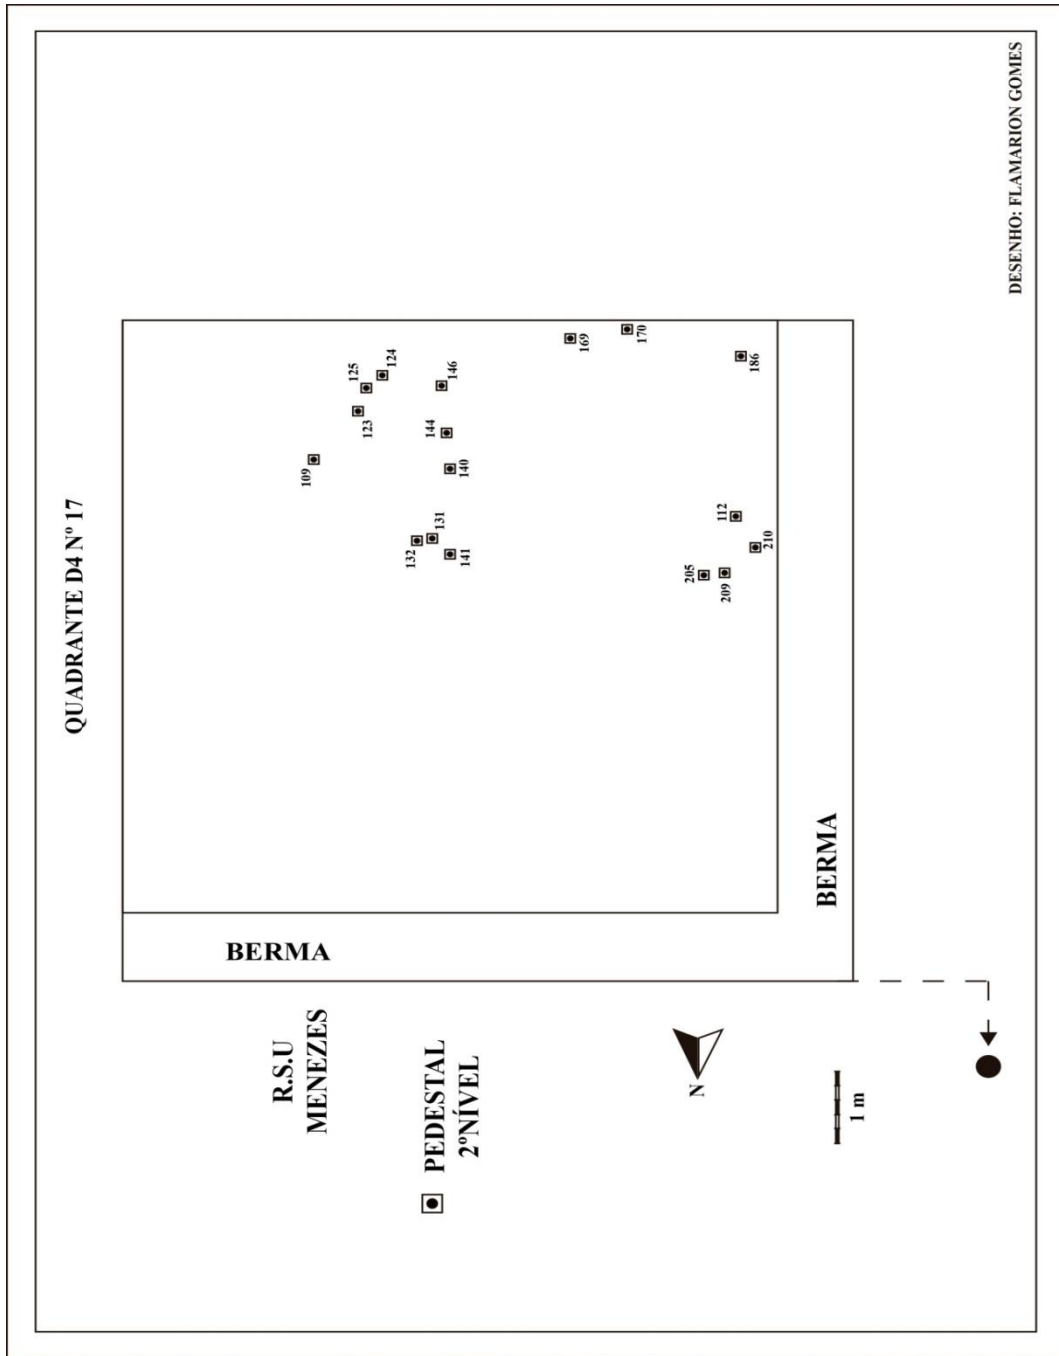 QUADRANTE D4 Nº 17
R.S.U
MENEZES
BERMA
109
123
125
124
132
131
141
144
140
146
PEDESTAL
2ºNÍVEL
169
170
205
209
112
210
186
N
BERMA
1 m
DESENHO: FLAMARION GOMES